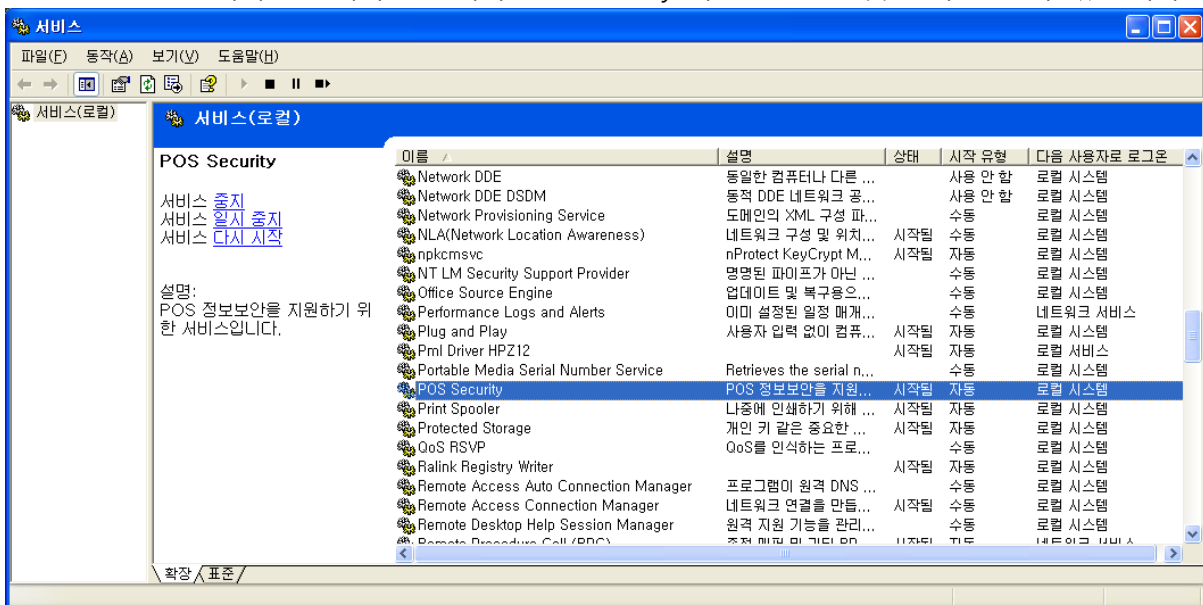 서비스
파일(F) 동작(A) 보기(V) 도움말(H)
서비스(로컬)
서비스(로컬)
POS Security
서비스 중지
서비스 일시 중지
서비스 다시 시작
설명:
POS 정보보안을 지원하기 위
한 서비스입니다.
이름 설명 상태 시작 유형 다음 사용자로 로그온
Network DDE 동일한 컴퓨터나 다른 ... 사용 안 함 로컬 시스템
Network DDE DSDM 동적 DDE 네트워크 공... 사용 안 함 로컬 시스템
Network Provisioning Service 도메인의 XML 구성 파... 수동 로컬 시스템
NLA(Network Location Awareness) 네트워크 구성 및 위치... 시작됨 수동 로컬 시스템
npkcmsvc nProtect KeyCrypt M... 시작됨 자동 로컬 시스템
NT LM Security Support Provider 명명된 파이프가 아닌 ... 수동 로컬 시스템
Office Source Engine 업데이트 및 복구용으... 수동 로컬 시스템
Performance Logs and Alerts 이미 설정된 일정 매개... 수동 네트워크 서비스
Plug and Play 사용자 입력 없이 컴퓨... 시작됨 자동 로컬 시스템
Pml Driver HPZ12 시작됨 자동 로컬 서비스
Portable Media Serial Number Service Retrieves the serial n... 수동 로컬 시스템
POS Security POS 정보보안을 지원... 시작됨 자동 로컬 시스템
Print Spooler 나중에 인쇄하기 위해 ... 시작됨 자동 로컬 시스템
Protected Storage 개인 키 같은 중요한 ... 시작됨 자동 로컬 시스템
QoS RSVP QoS를 인식하는 프로... 수동 로컬 시스템
Ralink Registry Writer 시작됨 자동 로컬 시스템
Remote Access Auto Connection Manager 프로그램이 원격 DNS ... 수동 로컬 시스템
Remote Access Connection Manager 네트워크 연결을 만듭... 시작됨 수동 로컬 시스템
Remote Desktop Help Session Manager 원격 지원 기능을 관리... 수동 로컬 시스템
Remote Procedure Call (RPC) 시작됨 자동 네트워크 서비스
확장 표준